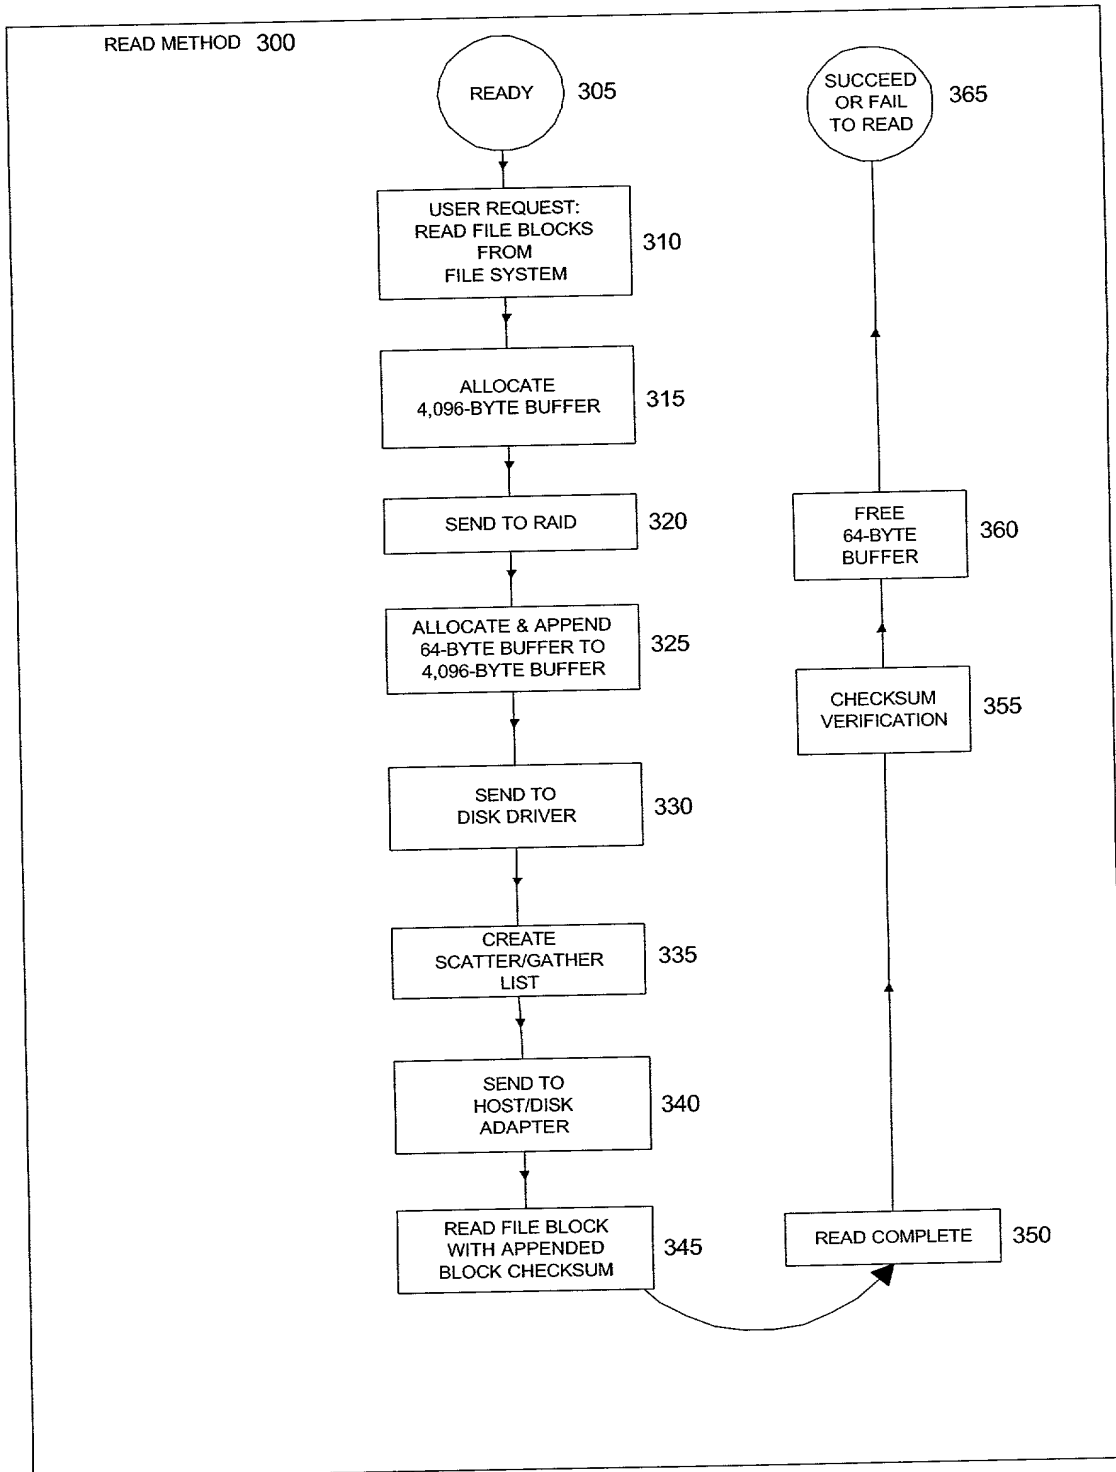 READ METHOD 300
READY
305
USER REQUEST:
READ FILE BLOCKS
FROM
FILE SYSTEM
310
ALLOCATE
4,096-BYTE BUFFER
315
SEND TO RAID
320
ALLOCATE & APPEND
64-BYTE BUFFER TO
4,096-BYTE BUFFER
325
SEND TO
DISK DRIVER
330
CREATE
SCATTER/GATHER
LIST
335
SEND TO
HOST/DISK
ADAPTER
340
READ FILE BLOCK
WITH APPENDED
BLOCK CHECKSUM
345
READ COMPLETE
350
CHECKSUM
VERIFICATION
355
FREE
64-BYTE
BUFFER
360
SUCCEED
OR FAIL
TO READ
365